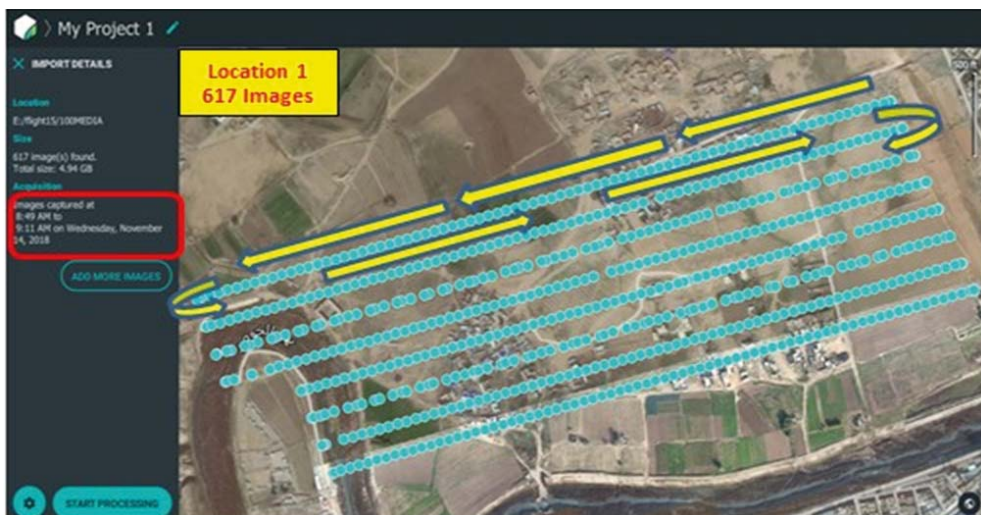 My Project 1
IMPORT DETAILS
Location 1
617 Images
500 ft
Location
E:/flight15/100MEDIA
Size
617 image(s) found.
Total size: 4.94 GB
Acquisition
Images captured at
8:49 AM to
9:11 AM on Wednesday, November
14, 2018
ADD MORE IMAGES
START PROCESSING